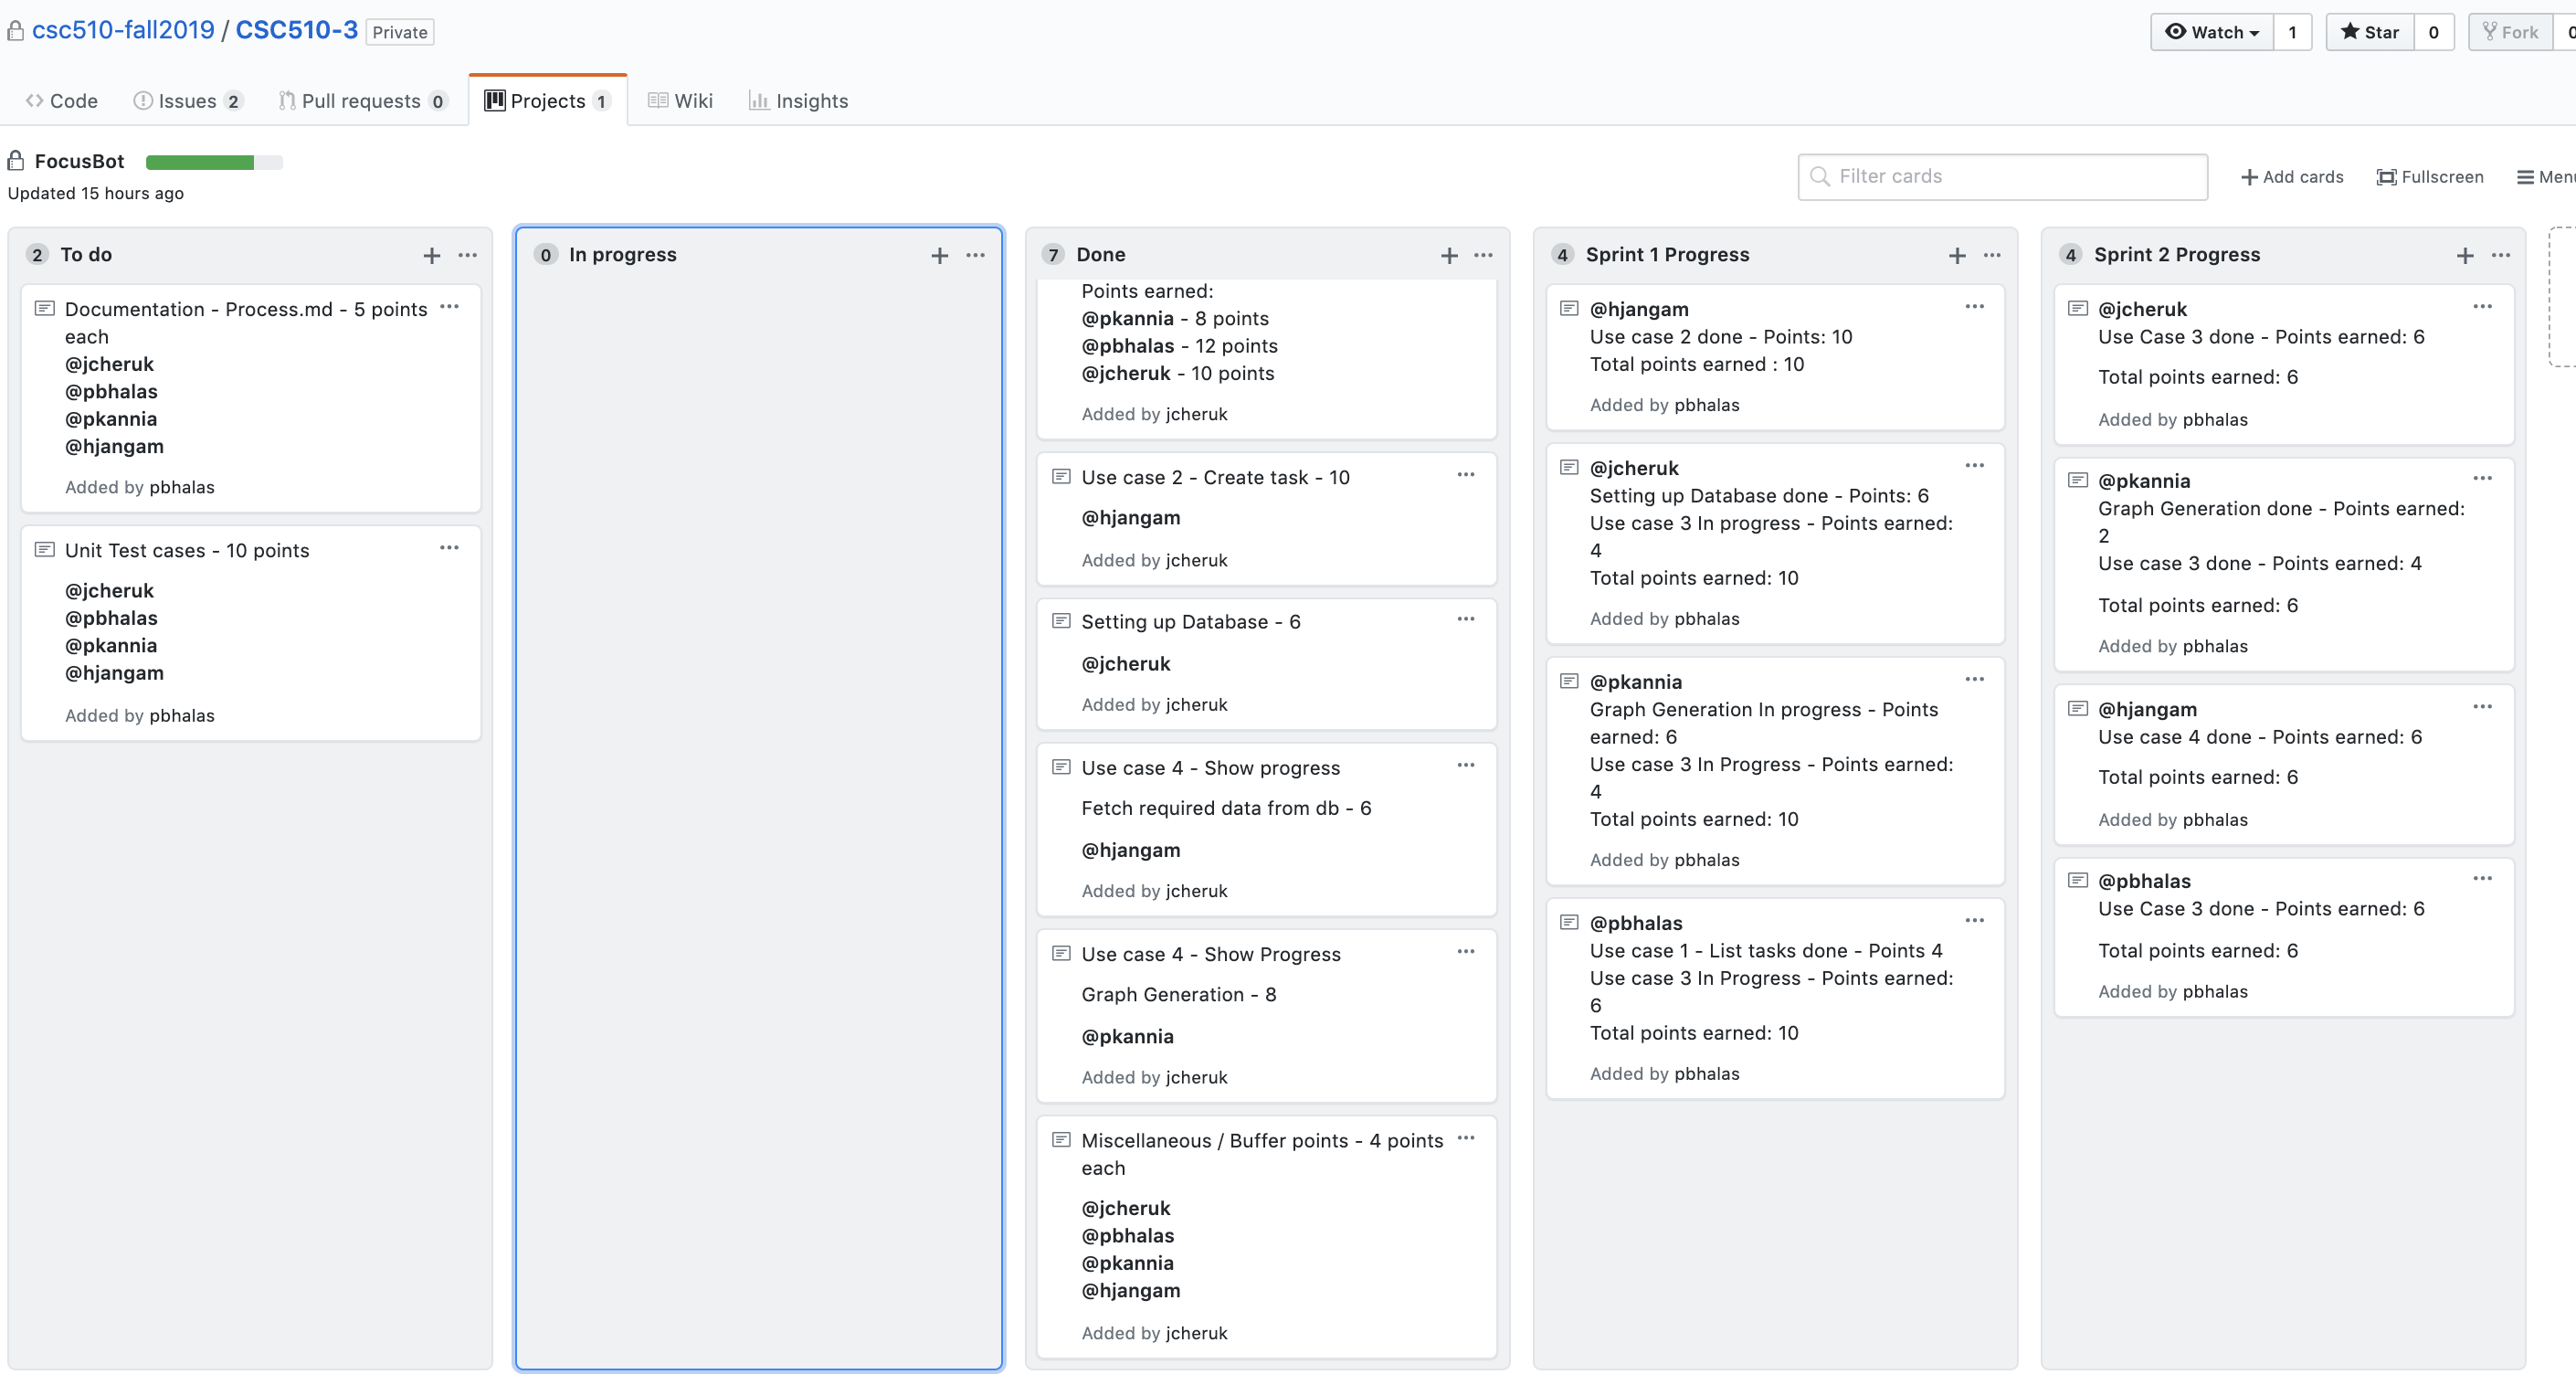 csc510-fall2019 / CSC510-3 Private
Watch 1
Star 0
Fork
Code
Issues 2
Pull requests 0
Projects 1
Wiki
Insights
FocusBot
Updated 15 hours ago
Filter cards
Add cards
Fullscreen
2 To do
Documentation - Process.md - 5 points
each
@jcheruk
@pbhalas
@pkannia
@hjangam
Added by pbhalas
Unit Test cases - 10 points
@jcheruk
@pbhalas
@pkannia
@hjangam
Added by pbhalas
0 In progress
7 Done
Points earned:
@pkannia - 8 points
@pbhalas - 12 points
@jcheruk - 10 points
Added by jcheruk
Use case 2 - Create task - 10
@hjangam
Added by jcheruk
Setting up Database - 6
@jcheruk
Added by jcheruk
Use case 4 - Show progress
Fetch required data from db - 6
@hjangam
Added by jcheruk
Use case 4 - Show Progress
Graph Generation - 8
@pkannia
Added by jcheruk
Miscellaneous / Buffer points - 4 points
each
@jcheruk
@pbhalas
@pkannia
@hjangam
Added by jcheruk
4 Sprint 1 Progress
@hjangam
Use case 2 done - Points: 10
Total points earned : 10
Added by pbhalas
@jcheruk
Setting up Database done - Points: 6
Use case 3 In progress - Points earned:
4
Total points earned: 10
Added by pbhalas
@pkannia
Graph Generation In progress - Points
earned: 6
Use case 3 In Progress - Points earned:
4
Total points earned: 10
Added by pbhalas
@pbhalas
Use case 1 - List tasks done - Points 4
Use case 3 In Progress - Points earned:
6
Total points earned: 10
Added by pbhalas
4 Sprint 2 Progress
@jcheruk
Use Case 3 done - Points earned: 6
Total points earned: 6
Added by pbhalas
@pkannia
Graph Generation done - Points earned:
2
Use case 3 done - Points earned: 4
Total points earned: 6
Added by pbhalas
@hjangam
Use case 4 done - Points earned: 6
Total points earned: 6
Added by pbhalas
@pbhalas
Use Case 3 done - Points earned: 6
Total points earned: 6
Added by pbhalas